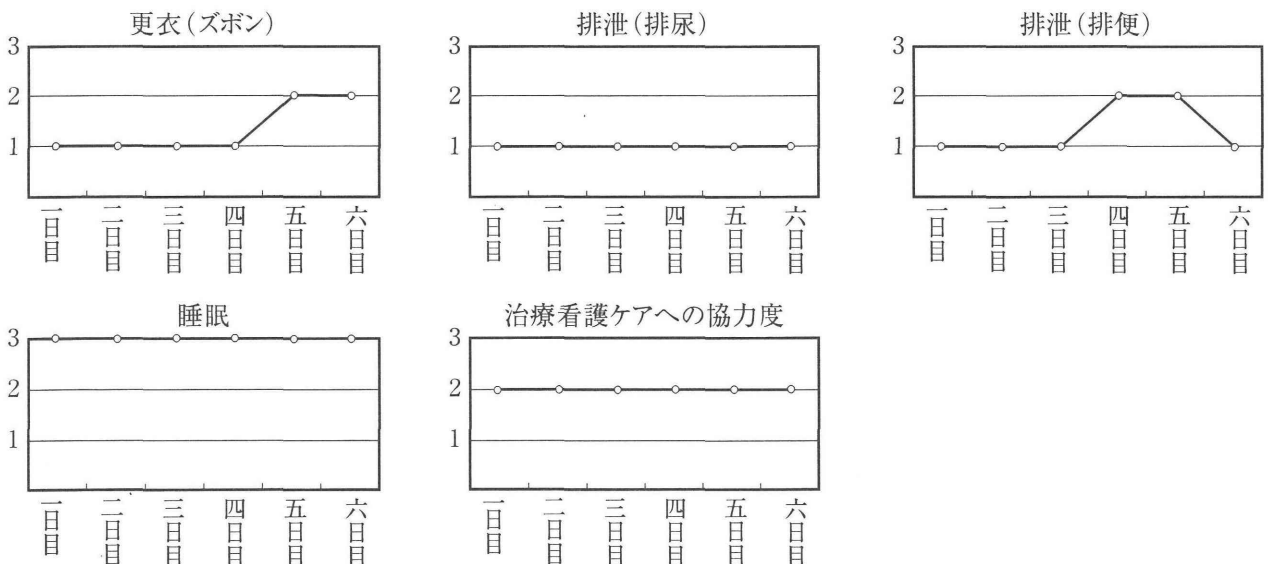 更衣(ズボン)
3
2
1
一日目
二日目
三日目
四日目
五日目
六日目
排泄(排尿)
3
2
1
一日目
二日目
三日目
四日目
五日目
六日目
排泄(排便)
3
2
1
一日目
二日目
三日目
四日目
五日目
六日目
睡眠
3
2
1
一日目
二日目
三日目
四日目
五日目
六日目
治療看護ケアへの協力度
3
2
1
一日目
二日目
三日目
四日目
五日目
六日目